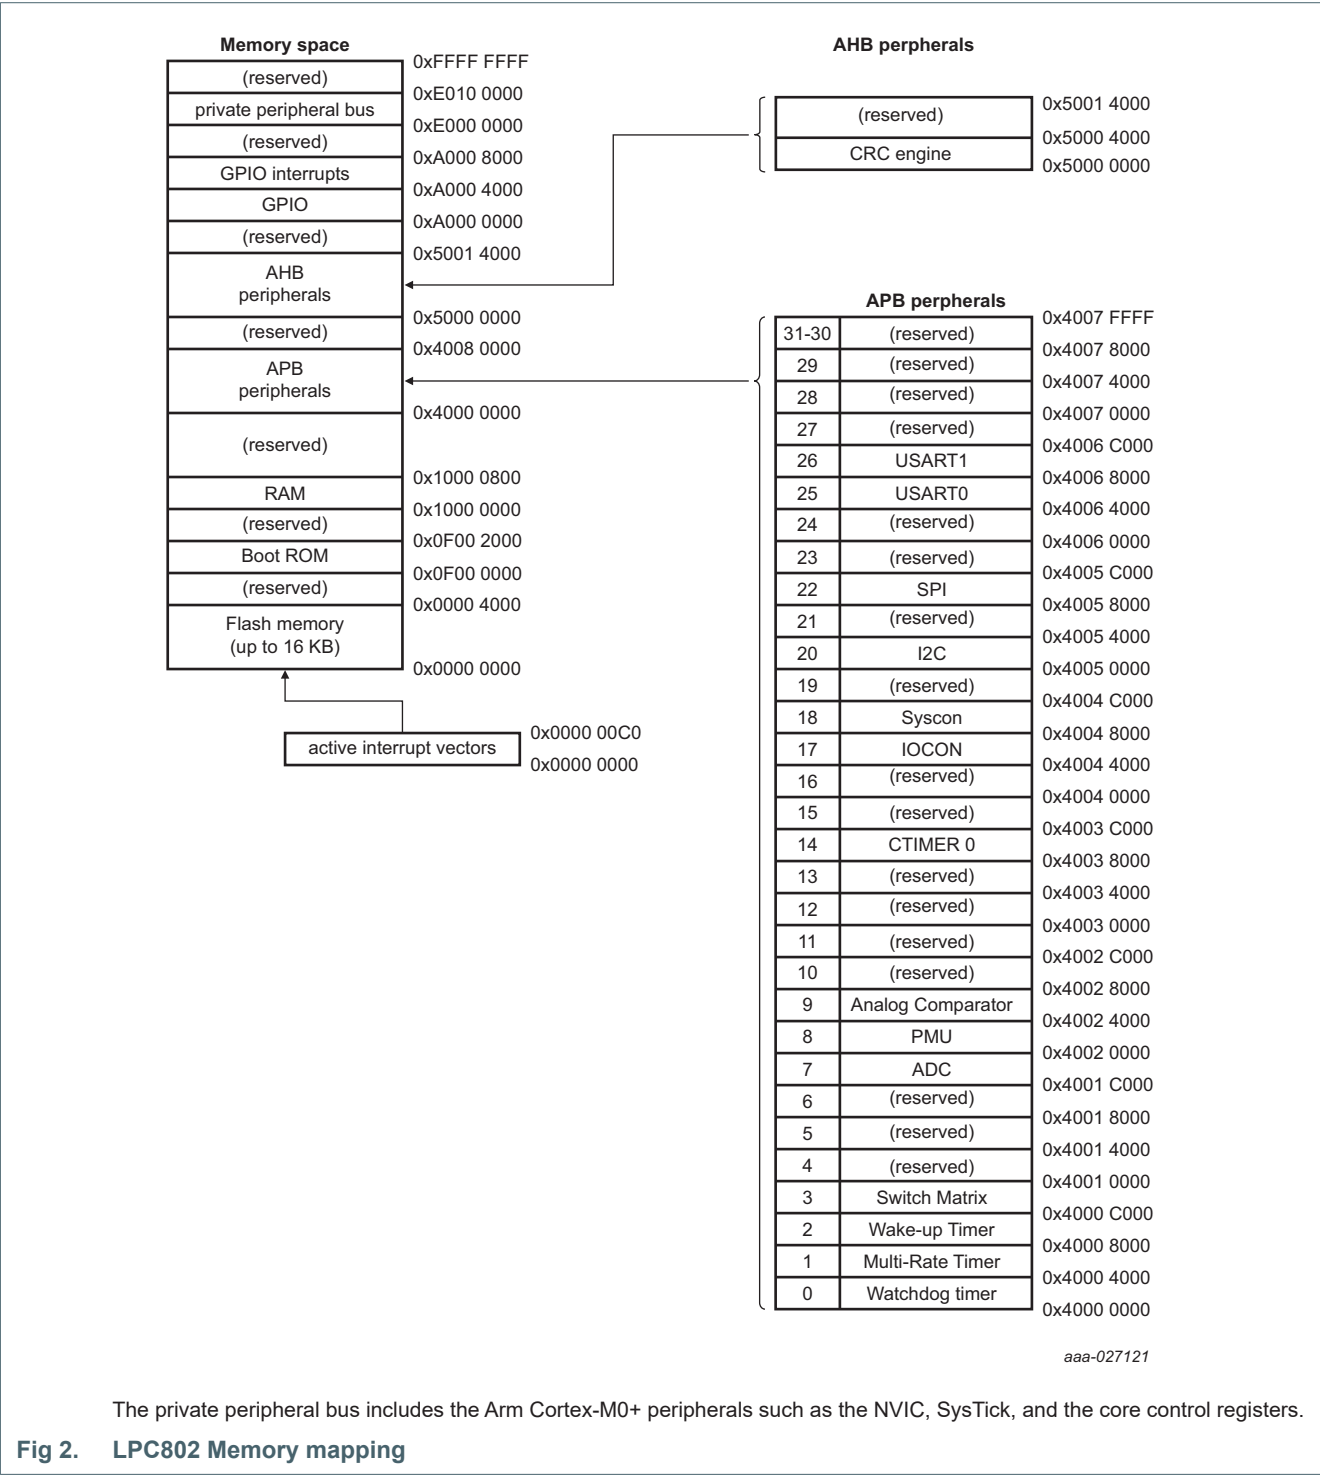 Memory space
0xFFFF FFFF
(reserved)
0xE010 0000
private peripheral bus
0xE000 0000
(reserved)
0xA000 8000
GPIO interrupts
0xA000 4000
GPIO
0xA000 0000
(reserved)
0x5001 4000
AHB
peripherals
0x5000 0000
(reserved)
0x4008 0000
APB
peripherals
0x4000 0000
(reserved)
0x1000 0800
RAM
0x1000 0000
(reserved)
0x0F00 2000
Boot ROM
0x0F00 0000
(reserved)
0x0000 4000
Flash memory
(up to 16 KB)
0x0000 0000
active interrupt vectors
0x0000 00C0
0x0000 0000
AHB perpherals
0x5001 4000
(reserved)
0x5000 4000
CRC engine
0x5000 0000
APB perpherals
0x4007 FFFF
31-30 (reserved)
0x4007 8000
29 (reserved)
0x4007 4000
28 (reserved)
0x4007 0000
27 (reserved)
0x4006 C000
26 USART1
0x4006 8000
25 USART0
0x4006 4000
24 (reserved)
0x4006 0000
23 (reserved)
0x4005 C000
22 SPI
0x4005 8000
21 (reserved)
0x4005 4000
20 I2C
0x4005 0000
19 (reserved)
0x4004 C000
18 Syscon
0x4004 8000
17 IOCON
0x4004 4000
16 (reserved)
0x4004 0000
15 (reserved)
0x4003 C000
14 CTIMER 0
0x4003 8000
13 (reserved)
0x4003 4000
12 (reserved)
0x4003 0000
11 (reserved)
0x4002 C000
10 (reserved)
0x4002 8000
9 Analog Comparator
0x4002 4000
8 PMU
0x4002 0000
7 ADC
0x4001 C000
6 (reserved)
0x4001 8000
5 (reserved)
0x4001 4000
4 (reserved)
0x4001 0000
3 Switch Matrix
0x4000 C000
2 Wake-up Timer
0x4000 8000
1 Multi-Rate Timer
0x4000 4000
0 Watchdog timer
0x4000 0000
aaa-027121
The private peripheral bus includes the Arm Cortex-M0+ peripherals such as the NVIC, SysTick, and the core control registers.
Fig 2. LPC802 Memory mapping